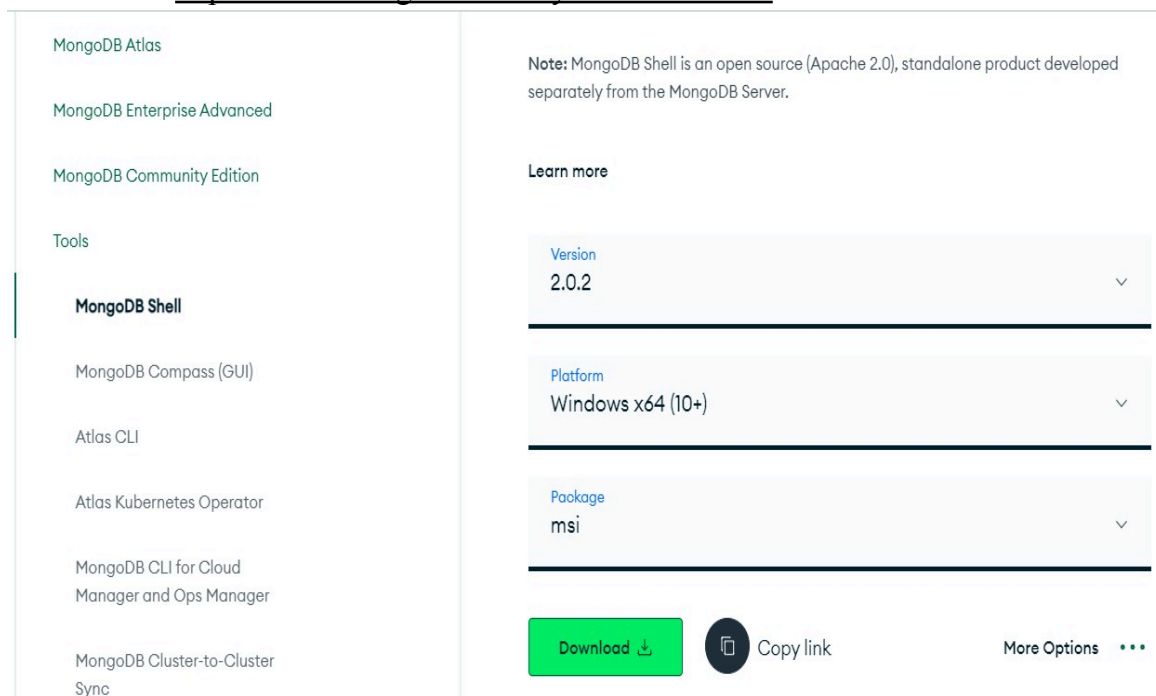 MongoDB Atlas
MongoDB Enterprise Advanced
MongoDB Community Edition
Tools
MongoDB Shell
MongoDB Compass (GUI)
Atlas CLI
Atlas Kubernetes Operator
MongoDB CLI for Cloud
Manager and Ops Manager
MongoDB Cluster-to-Cluster
Sync
Note: MongoDB Shell is an open source (Apache 2.0), standalone product developed
separately from the MongoDB Server.
Learn more
Version
2.0.2
Platform
Windows x64 (10+)
Package
msi
Download
Copy link
More Options